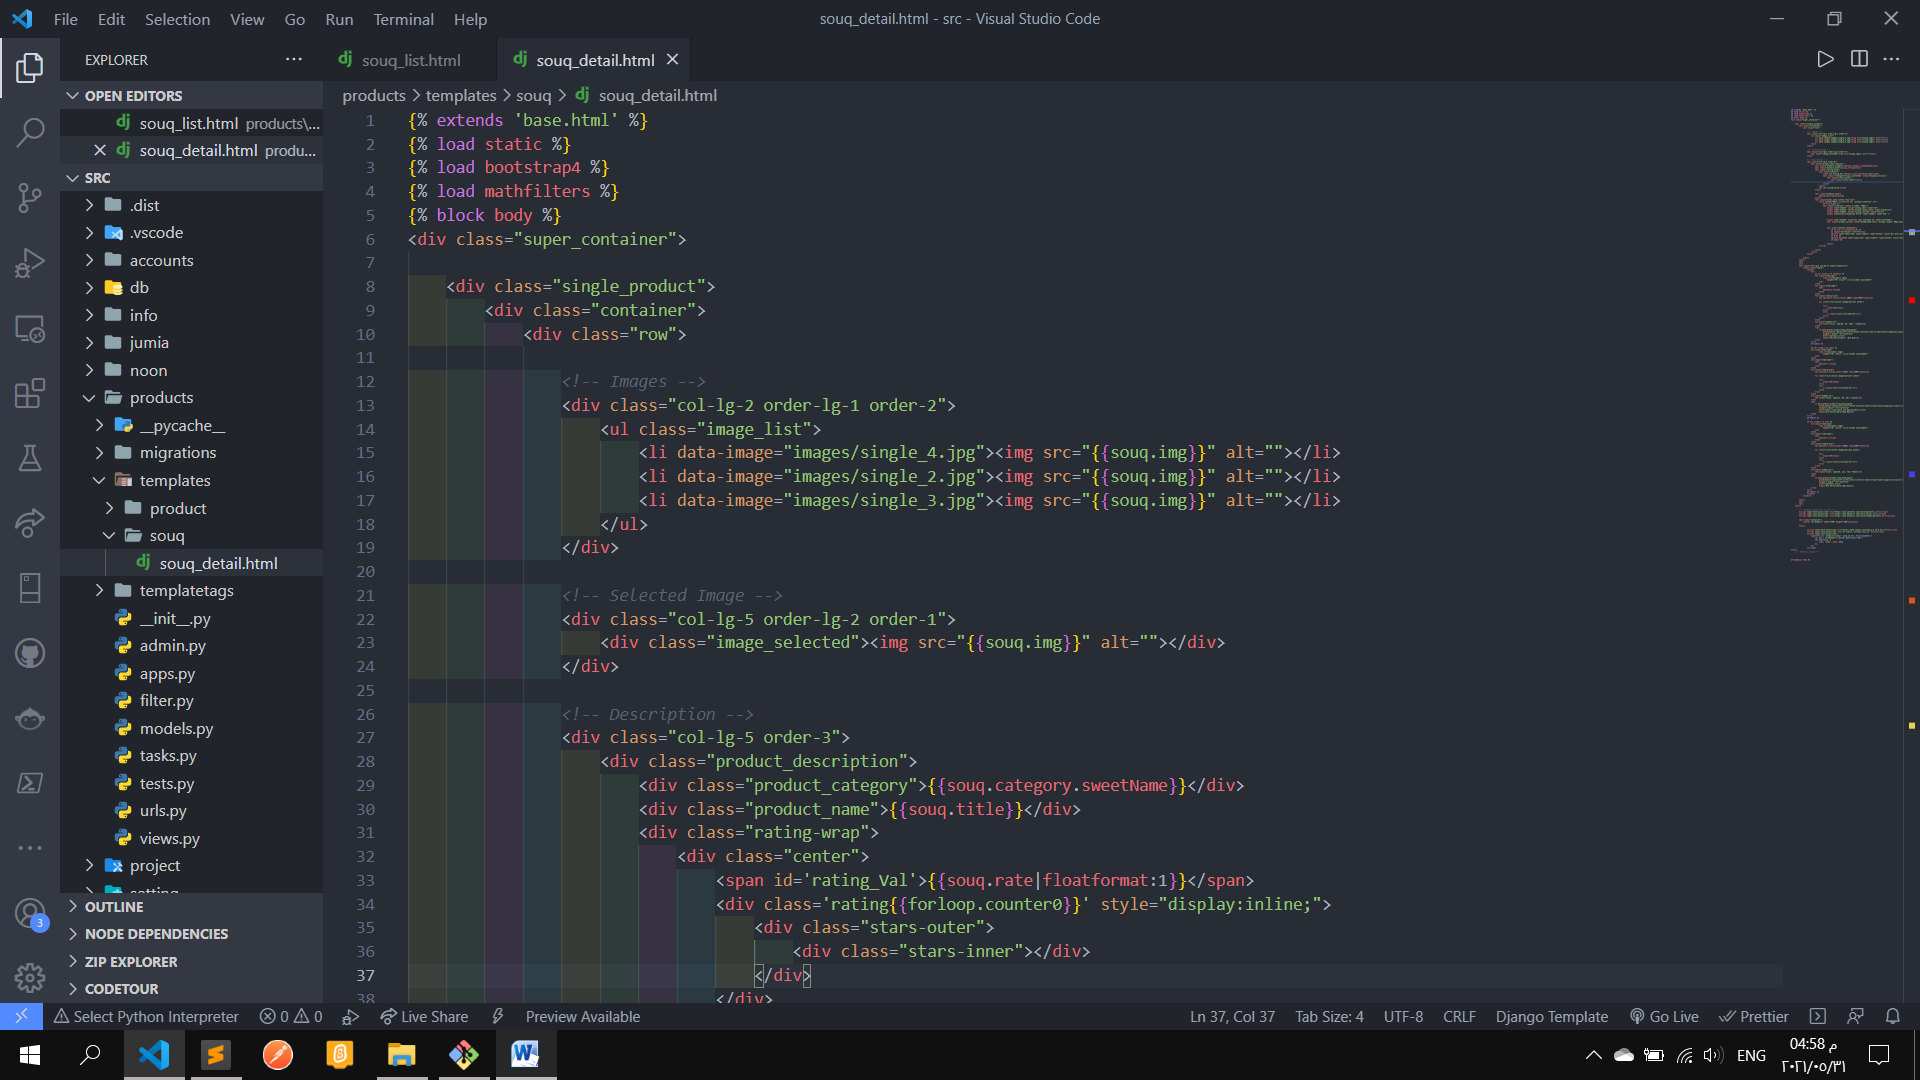 File Edit Selection View Go Run Terminal Help
souq_detail.html - src - Visual Studio Code
EXPLORER
souq_list.html
souq_detail.html
OPEN EDITORS
souq_list.html products\...
souq_detail.html produ...
SRC
.dist
.vscode
accounts
db
info
jumia
noon
products
__pycache__
migrations
templates
product
souq
souq_detail.html
templatetags
__init__.py
admin.py
apps.py
filter.py
models.py
tasks.py
tests.py
urls.py
views.py
project
setting
OUTLINE
NODE DEPENDENCIES
ZIP EXPLORER
CODETOUR
products > templates > souq > souq_detail.html
1 {% extends 'base.html' %}
2 {% load static %}
3 {% load bootstrap4 %}
4 {% load mathfilters %}
5 {% block body %}
6 <div class="super_container">
7
8 <div class="single_product">
9 <div class="container">
10 <div class="row">
11
12 <!-- Images -->
13 <div class="col-lg-2 order-lg-1 order-2">
14 <ul class="image_list">
15 <li data-image="images/single_4.jpg"><img src="{{souq.img}}" alt=""></li>
16 <li data-image="images/single_2.jpg"><img src="{{souq.img}}" alt=""></li>
17 <li data-image="images/single_3.jpg"><img src="{{souq.img}}" alt=""></li>
18 </ul>
19 </div>
20
21 <!-- Selected Image -->
22 <div class="col-lg-5 order-lg-2 order-1">
23 <div class="image_selected"><img src="{{souq.img}}" alt=""></div>
24 </div>
25
26 <!-- Description -->
27 <div class="col-lg-5 order-3">
28 <div class="product_description">
29 <div class="product_category">{{souq.category.sweetName}}</div>
30 <div class="product_name">{{souq.title}}</div>
31 <div class="rating-wrap">
32 <div class="center">
33 <span id='rating_Val'>{{souq.rate|floatformat:1}}</span>
34 <div class='rating{{forloop.counter0}}' style="display:inline;">
35 <div class="stars-outer">
36 <div class="stars-inner"></div>
37 </div>
38 </div>
3
Select Python Interpreter 0 0 Live Share Preview Available Ln 37, Col 37 Tab Size: 4 UTF-8 CRLF Django Template Go Live Prettier
ENG
04:58 م
٢٠٢١/٠٥/٣١